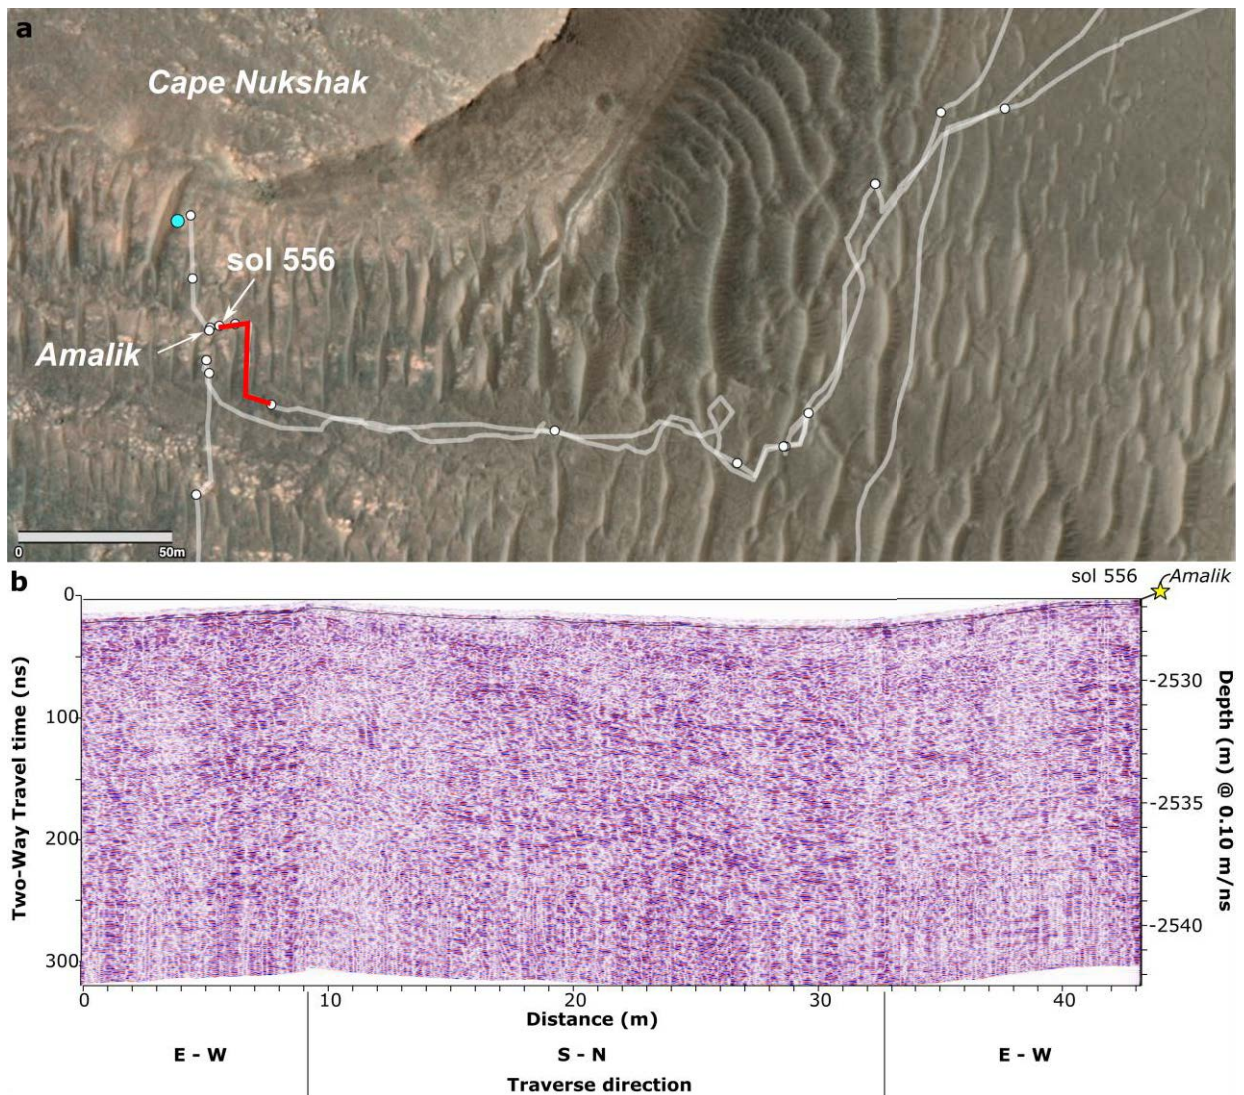 a
Cape Nukshak
sol 556
Amalik
0
50m
b
sol 556
Amalik
0
100
200
300
Two-Way Travel time (ns)
-2530
-2535
-2540
Depth (m) @ 0.10 m/ns
0
10
20
30
40
Distance (m)
E - W
S - N
E - W
Traverse direction